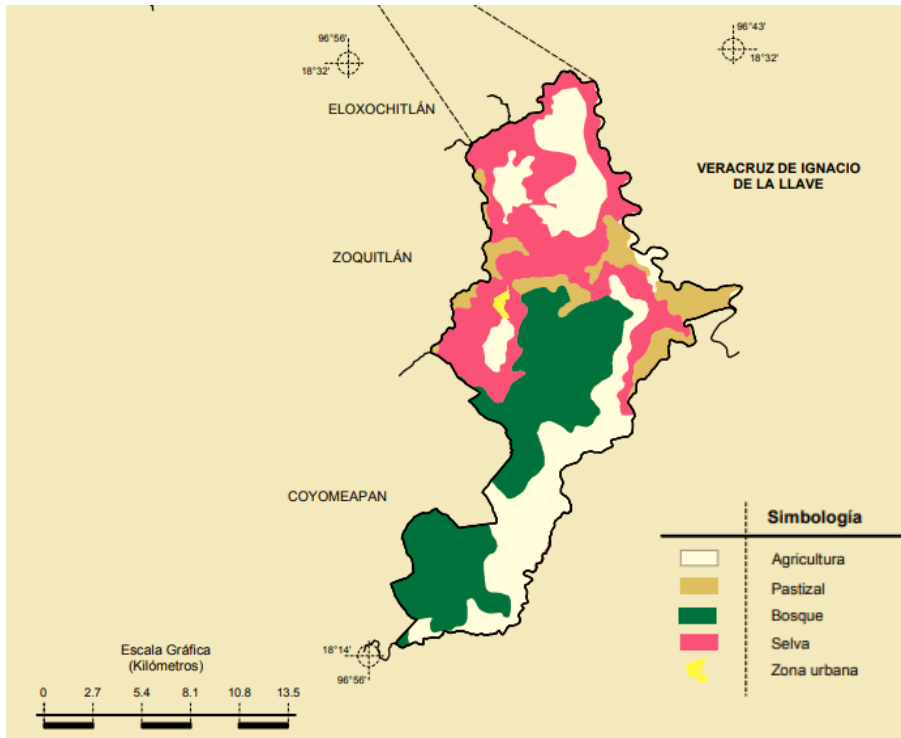 96°56'
18°32'
96°43'
18°32'
ELOXOCHITLÁN
VERACRUZ DE IGNACIO
DE LA LLAVE
ZOQUITLÁN
COYOMEAPAN
Simbología
Agricultura
Pastizal
Bosque
Selva
Zona urbana
18°14'
96°56'
Escala Gráfica
(Kilómetros)
0 2.7 5.4 8.1 10.8 13.5